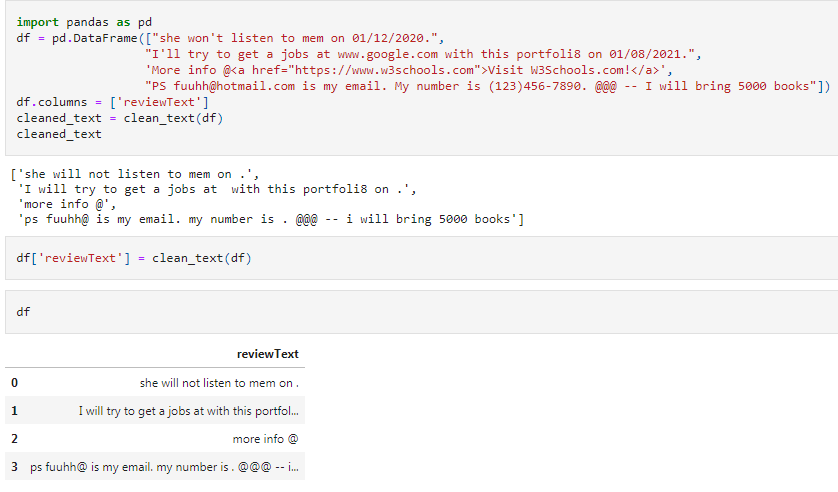 import pandas as pd
df = pd.DataFrame(["she won't listen to mem on 01/12/2020.",
"I'll try to get a jobs at www.google.com with this portfoli8 on 01/08/2021.",
'More info @<a href="https://www.w3schools.com">Visit W3Schools.com!</a>',
"PS fuuhh@hotmail.com is my email. My number is (123)456-7890. @@@ -- I will bring 5000 books"])
df.columns = ['reviewText']
cleaned_text = clean_text(df)
cleaned_text
['she will not listen to mem on .',
'I will try to get a jobs at  with this portfoli8 on .',
'more info @',
'ps fuuhh@ is my email. my number is . @@@ -- i will bring 5000 books']
df['reviewText'] = clean_text(df)
df
reviewText
0 she will not listen to mem on .
1 I will try to get a jobs at with this portfol...
2 more info @
3 ps fuuhh@ is my email. my number is . @@@ -- i...